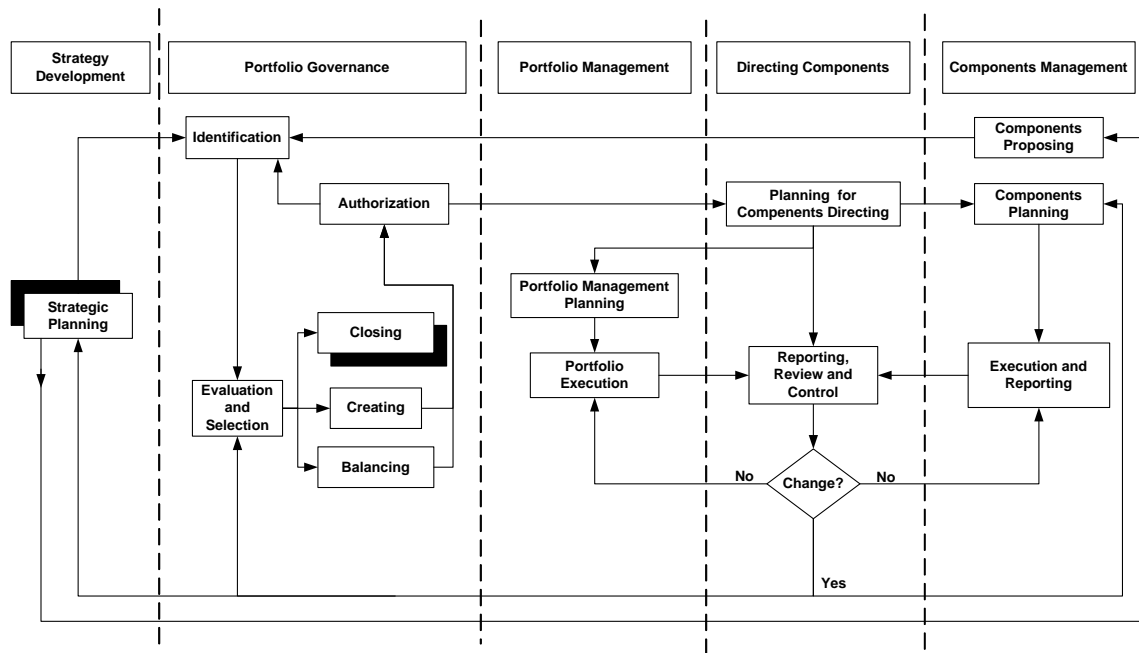 Strategy
Development
Portfolio Governance
Portfolio Management
Directing Components
Components Management
Identification
Components
Proposing
Authorization
Planning for
Compenents Directing
Components
Planning
Portfolio Management
Planning
Strategic
Planning
Closing
Reporting,
Review and
Control
Portfolio
Execution
Execution and
Reporting
Evaluation
and
Selection
Creating
Balancing
No
Change?
No
Yes